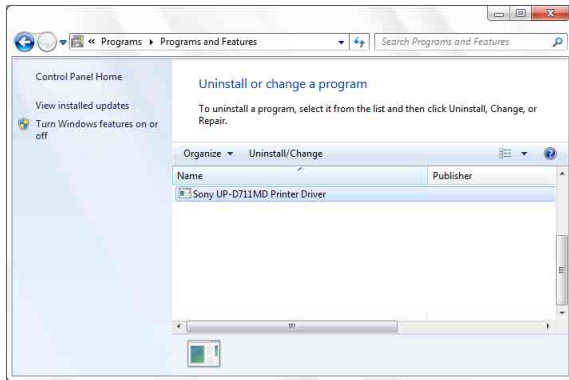 « Programs ▸ Programs and Features
Search Programs and Features
Control Panel Home
View installed updates
Turn Windows features on or
off
Uninstall or change a program
To uninstall a program, select it from the list and then click Uninstall, Change, or
Repair.
Organize Uninstall/Change
Name Publisher
Sony UP-D711MD Printer Driver